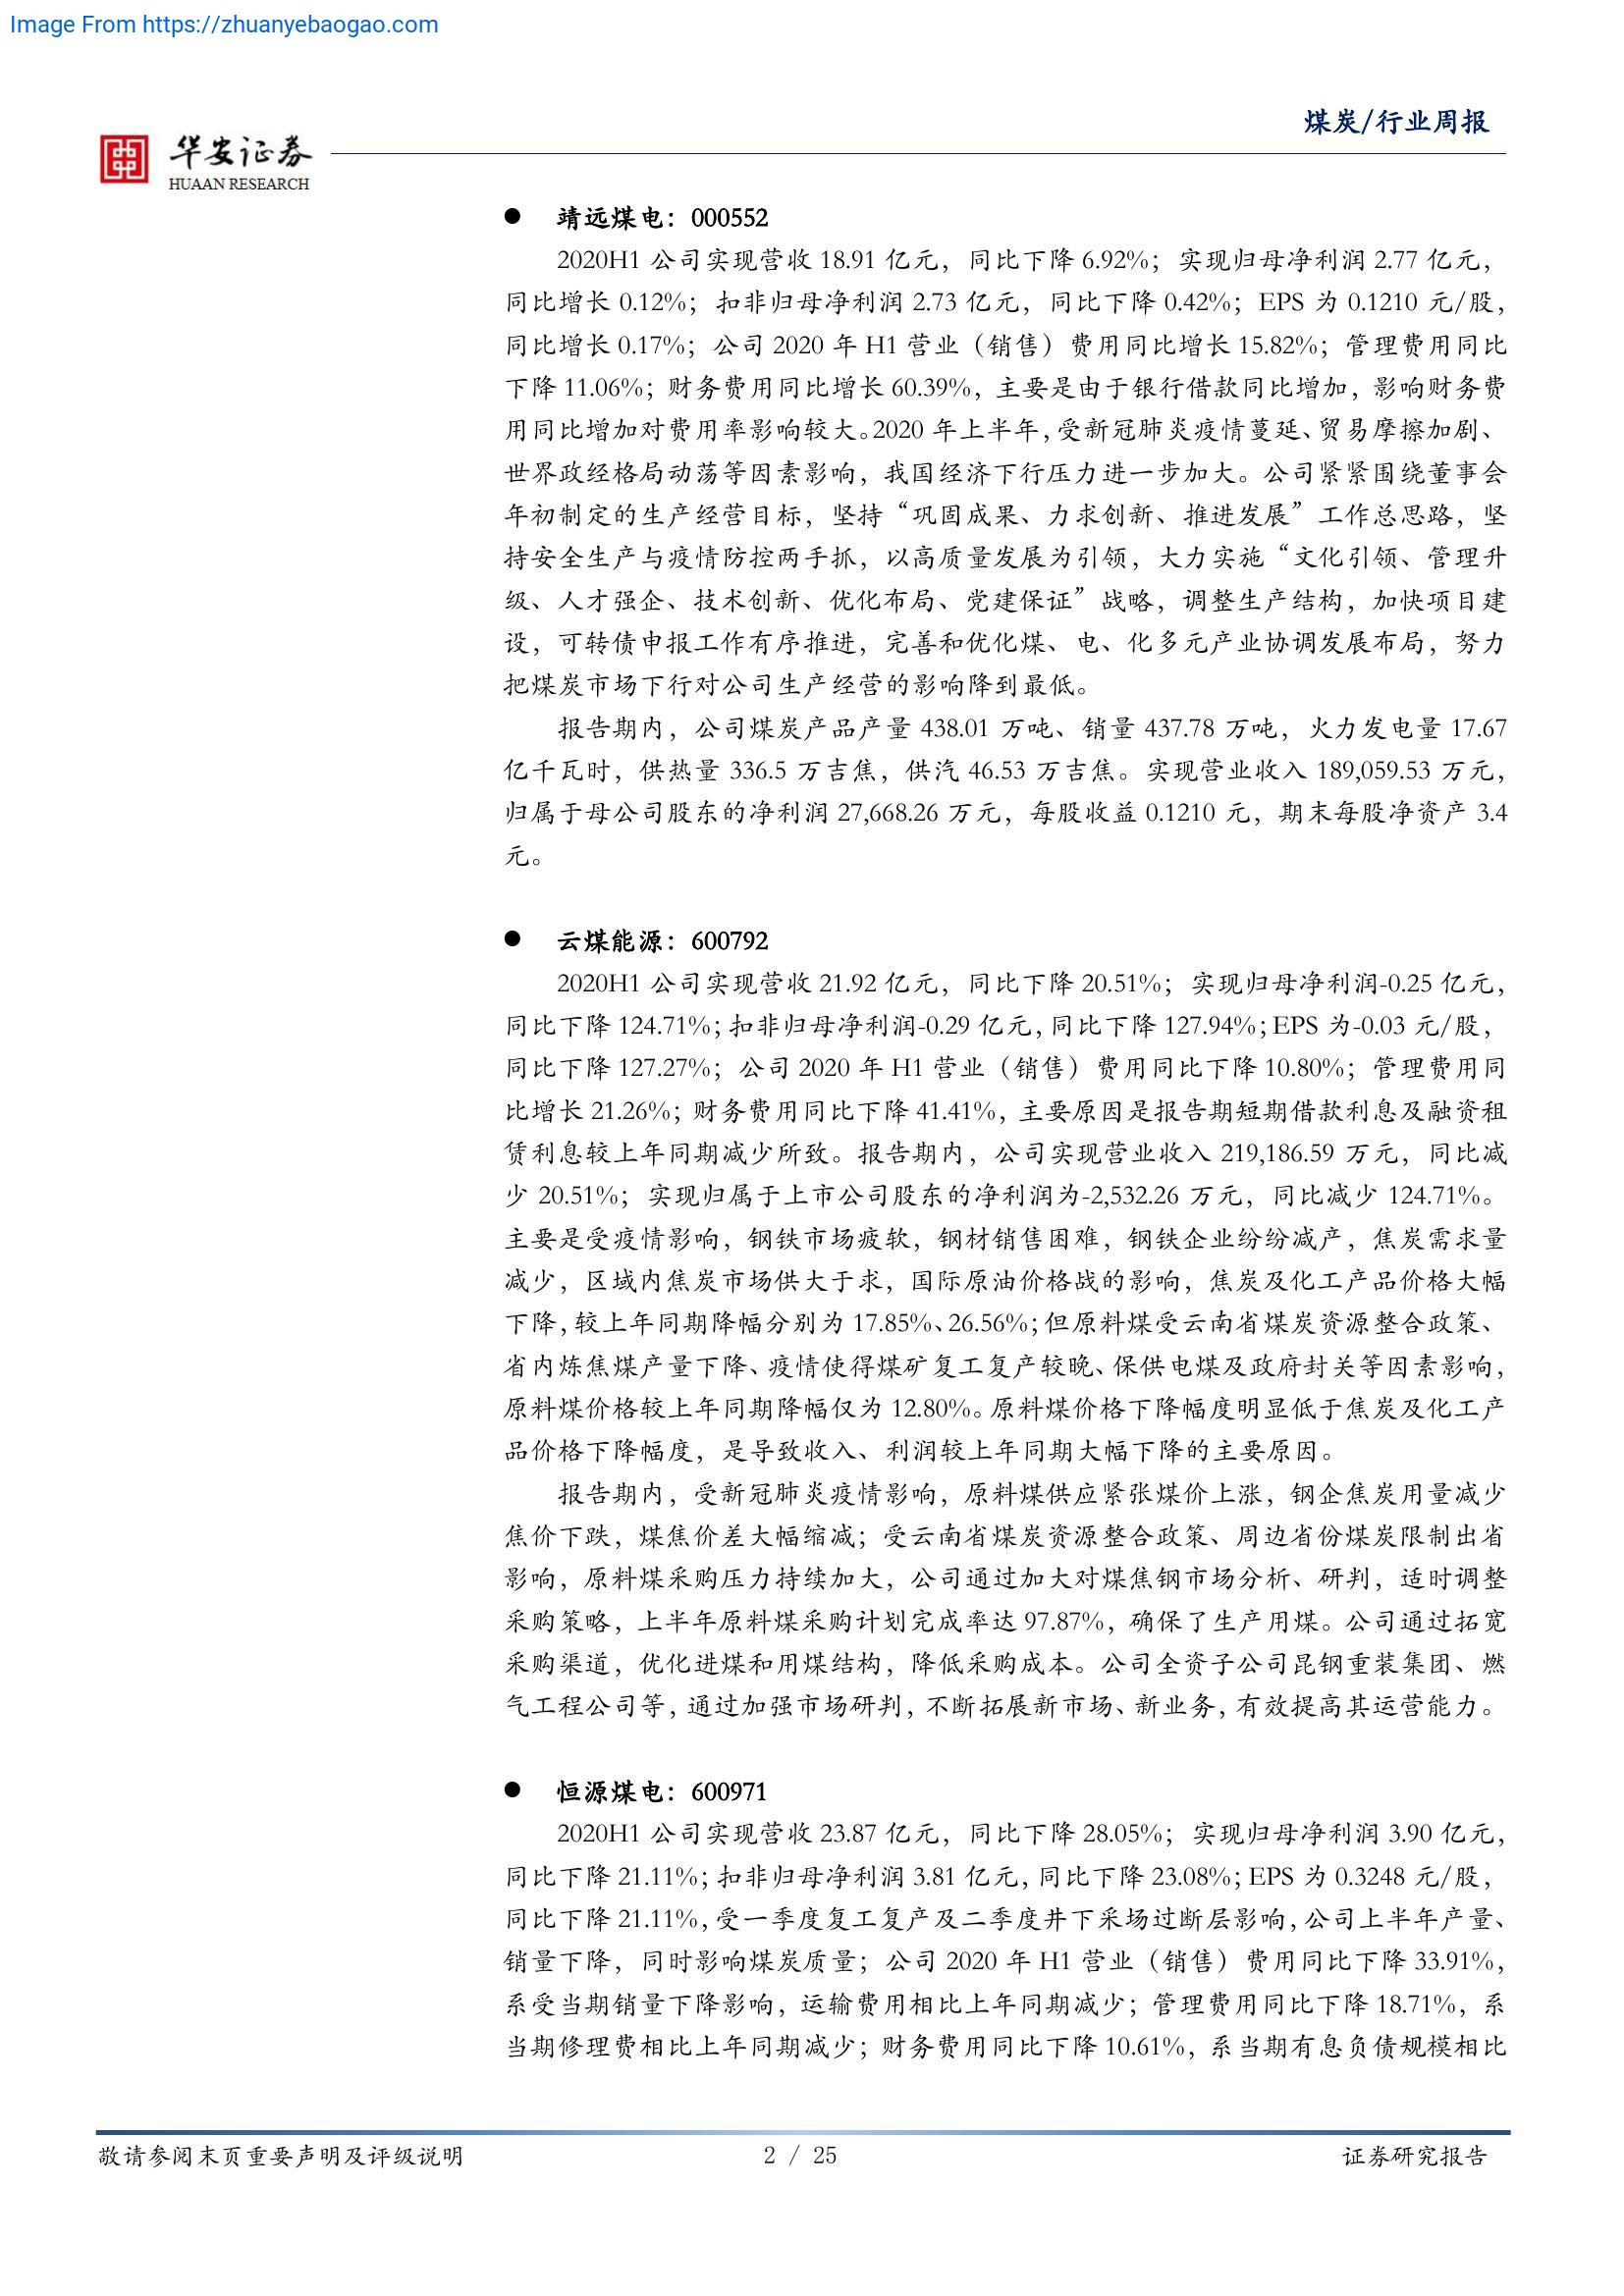 Image From https://zhuanyebaogao.com
煤炭/行业周报
华安证券
HUAAN RESEARCH
● 靖远煤电：000552
2020H1 公司实现营收 18.91 亿元，同比下降 6.92%；实现归母净利润 2.77 亿元，
同比增长 0.12%；扣非归母净利润 2.73 亿元，同比下降 0.42%；EPS 为 0.1210 元/股，
同比增长 0.17%；公司 2020 年 H1 营业（销售）费用同比增长 15.82%；管理费用同比
下降 11.06%；财务费用同比增长 60.39%，主要是由于银行借款同比增加，影响财务费
用同比增加对费用率影响较大。2020 年上半年，受新冠肺炎疫情蔓延、贸易摩擦加剧、
世界政经格局动荡等因素影响，我国经济下行压力进一步加大。公司紧紧围绕董事会
年初制定的生产经营目标，坚持“巩固成果、力求创新、推进发展”工作总思路，坚
持安全生产与疫情防控两手抓，以高质量发展为引领，大力实施“文化引领、管理升
级、人才强企、技术创新、优化布局、党建保证”战略，调整生产结构，加快项目建
设，可转债申报工作有序推进，完善和优化煤、电、化多元产业协调发展布局，努力
把煤炭市场下行对公司生产经营的影响降到最低。
报告期内，公司煤炭产品产量 438.01 万吨、销量 437.78 万吨，火力发电量 17.67
亿千瓦时，供热量 336.5 万吉焦，供汽 46.53 万吉焦。实现营业收入 189,059.53 万元，
归属于母公司股东的净利润 27,668.26 万元，每股收益 0.1210 元，期末每股净资产 3.4
元。
● 云煤能源：600792
2020H1 公司实现营收 21.92 亿元，同比下降 20.51%；实现归母净利润-0.25 亿元，
同比下降 124.71%；扣非归母净利润-0.29 亿元，同比下降 127.94%；EPS 为-0.03 元/股，
同比下降 127.27%；公司 2020 年 H1 营业（销售）费用同比下降 10.80%；管理费用同
比增长 21.26%；财务费用同比下降 41.41%，主要原因是报告期短期借款利息及融资租
赁利息较上年同期减少所致。报告期内，公司实现营业收入 219,186.59 万元，同比减
少 20.51%；实现归属于上市公司股东的净利润为-2,532.26 万元，同比减少 124.71%。
主要是受疫情影响，钢铁市场疲软，钢材销售困难，钢铁企业纷纷减产，焦炭需求量
减少，区域内焦炭市场供大于求，国际原油价格战的影响，焦炭及化工产品价格大幅
下降，较上年同期降幅分别为 17.85%、26.56%；但原料煤受云南省煤炭资源整合政策、
省内炼焦煤产量下降、疫情使得煤矿复工复产较晚、保供电煤及政府封关等因素影响，
原料煤价格较上年同期降幅仅为 12.80%。原料煤价格下降幅度明显低于焦炭及化工产
品价格下降幅度，是导致收入、利润较上年同期大幅下降的主要原因。
报告期内，受新冠肺炎疫情影响，原料煤供应紧张煤价上涨，钢企焦炭用量减少
焦价下跌，煤焦价差大幅缩减；受云南省煤炭资源整合政策、周边省份煤炭限制出省
影响，原料煤采购压力持续加大，公司通过加大对煤焦钢市场分析、研判，适时调整
采购策略，上半年原料煤采购计划完成率达 97.87%，确保了生产用煤。公司通过拓宽
采购渠道，优化进煤和用煤结构，降低采购成本。公司全资子公司昆钢重装集团、燃
气工程公司等，通过加强市场研判，不断拓展新市场、新业务，有效提高其运营能力。
● 恒源煤电：600971
2020H1 公司实现营收 23.87 亿元，同比下降 28.05%；实现归母净利润 3.90 亿元，
同比下降 21.11%；扣非归母净利润 3.81 亿元，同比下降 23.08%；EPS 为 0.3248 元/股，
同比下降 21.11%，受一季度复工复产及二季度井下采场过断层影响，公司上半年产量、
销量下降，同时影响煤炭质量；公司 2020 年 H1 营业（销售）费用同比下降 33.91%，
系受当期销量下降影响，运输费用相比上年同期减少；管理费用同比下降 18.71%，系
当期修理费相比上年同期减少；财务费用同比下降 10.61%，系当期有息负债规模相比
敬请参阅末页重要声明及评级说明
2 / 25
证券研究报告